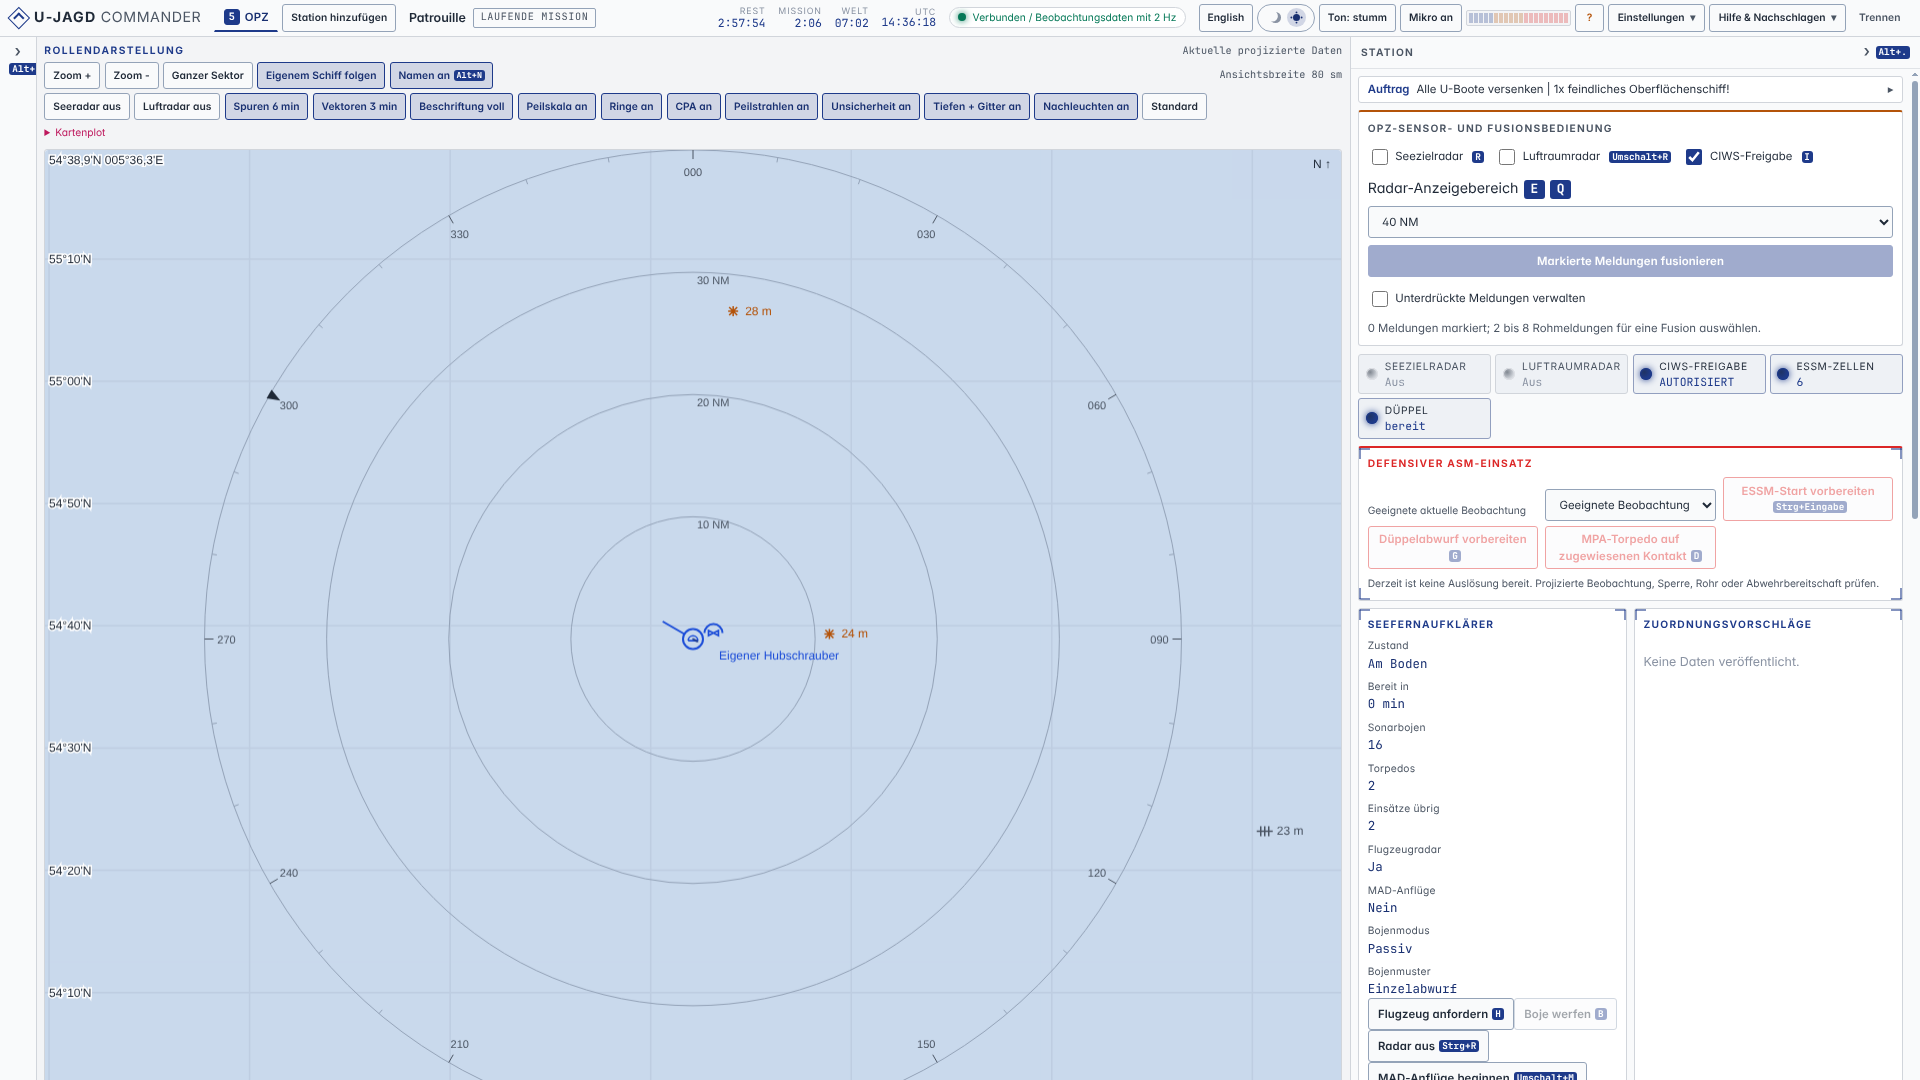 U-JAGD COMMANDER
5 OPZ
Station hinzufügen
Patrouille
LAUFENDE MISSION
REST 2:57:54
MISSION 2:06
WELT 07:02
UTC 14:36:18
Verbunden / Beobachtungsdaten mit 2 Hz
English
Ton: stumm
Mikro an
?
Einstellungen ▾
Hilfe & Nachschlagen ▾
Trennen
Alt+
ROLLENDARSTELLUNG
Aktuelle projizierte Daten
Zoom +
Zoom -
Ganzer Sektor
Eigenem Schiff folgen
Namen an Alt+N
Ansichtsbreite 80 sm
Seeradar aus
Luftradar aus
Spuren 6 min
Vektoren 3 min
Beschriftung voll
Peilskala an
Ringe an
CPA an
Peilstrahlen an
Unsicherheit an
Tiefen + Gitter an
Nachleuchten an
Standard
▸ Kartenplot
54°38,9'N 005°36,3'E
N ↑
000
330
030
55°10'N
30 NM
28 m
55°00'N
300
20 NM
060
54°50'N
10 NM
54°40'N
270
24 m
090
Eigener Hubschrauber
54°30'N
23 m
54°20'N
240
120
54°10'N
210
150
STATION
Alt+.
Auftrag Alle U-Boote versenken | 1x feindliches Oberflächenschiff!
OPZ-SENSOR- UND FUSIONSBEDIENUNG
Seezielradar R
Luftraumradar Umschalt+R
CIWS-Freigabe I
Radar-Anzeigebereich E Q
40 NM
Markierte Meldungen fusionieren
Unterdrückte Meldungen verwalten
0 Meldungen markiert; 2 bis 8 Rohmeldungen für eine Fusion auswählen.
SEEZIELRADAR
Aus
LUFTRAUMRADAR
Aus
CIWS-FREIGABE
AUTORISIERT
ESSM-ZELLEN
6
DÜPPEL
bereit
DEFENSIVER ASM-EINSATZ
Geeignete aktuelle Beobachtung
Geeignete Beobachtung
ESSM-Start vorbereiten
Strg+Eingabe
Düppelabwurf vorbereiten
G
MPA-Torpedo auf
zugewiesenen Kontakt D
Derzeit ist keine Auslösung bereit. Projizierte Beobachtung, Sperre, Rohr oder Abwehrbereitschaft prüfen.
SEEFERNAUFKLÄRER
Zustand
Am Boden
Bereit in
0 min
Sonarbojen
16
Torpedos
2
Einsätze übrig
2
Flugzeugradar
Ja
MAD-Anflüge
Nein
Bojenmodus
Passiv
Bojenmuster
Einzelabwurf
Flugzeug anfordern H
Boje werfen B
Radar aus Strg+R
MAD-Anflüge beginnen Umschalt+M
ZUORDNUNGSVORSCHLÄGE
Keine Daten veröffentlicht.